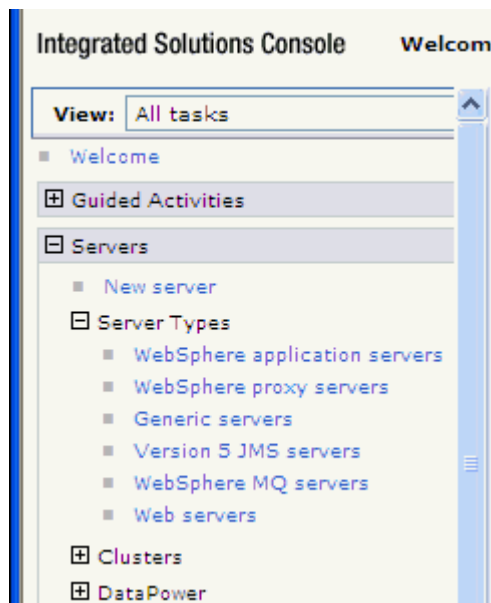 Integrated Solutions Console Welcom
View: All tasks
Welcome
Guided Activities
Servers
New server
Server Types
WebSphere application servers
WebSphere proxy servers
Generic servers
Version 5 JMS servers
WebSphere MQ servers
Web servers
Clusters
DataPower